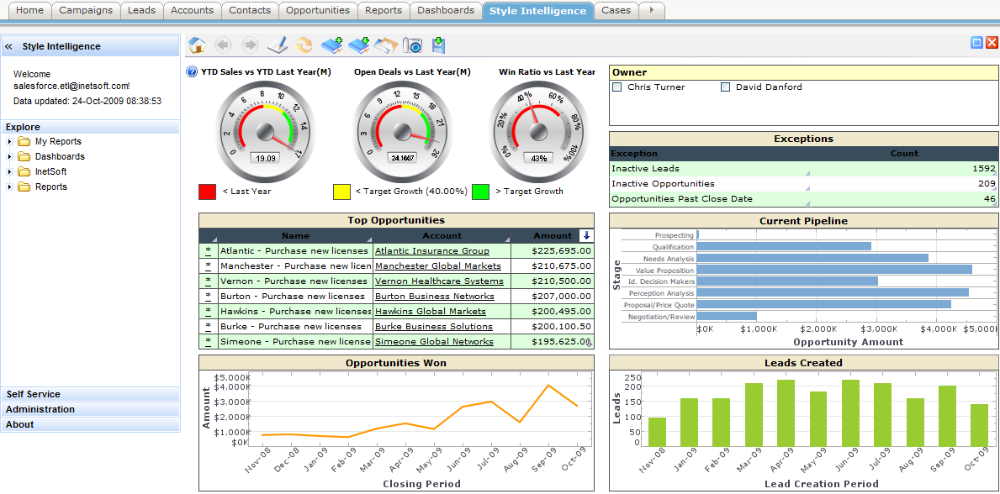 Home Campaigns Leads Accounts Contacts Opportunities Reports Dashboards Style Intelligence Cases
« Style Intelligence
Welcome
salesforce.etl@inetsoft.com!
Data updated: 24-Oct-2009 08:38:53
Explore
My Reports
Dashboards
InetSoft
Reports
Self Service
Administration
About
? YTD Sales vs YTD Last Year(M)
0 2 4 6 8 10 12 14 17
19.09
Open Deals vs Last Year(M)
0 3 6 9 12 15 18 21 26
24.1607
Win Ratio vs Last Year
0% 20% 40% 60% 80% 100%
43%
< Last Year
< Target Growth (40.00%)
> Target Growth
Owner
Chris Turner David Danford
Exceptions
Exception Count
Inactive Leads 1592
Inactive Opportunities 209
Opportunities Past Close Date 46
Top Opportunities
Name Account Amount
* Atlantic - Purchase new licenses Atlantic Insurance Group $225,695.00
* Manchester - Purchase new licen Manchester Global Markets $210,675.00
* Vernon - Purchase new licenses Vernon Healthcare Systems $210,500.00
* Burton - Purchase new licenses Burton Business Networks $207,000.00
* Hawkins - Purchase new licenses Hawkins Global Markets $200,495.00
* Burke - Purchase new licenses Burke Business Solutions $200,100.50
* Simeone - Purchase new license Simeone Global Networks $195,625.00
Current Pipeline
Stage
Prospecting
Qualification
Needs Analysis
Value Proposition
Id. Decision Makers
Perception Analysis
Proposal/Price Quote
Negotiation/Review
$0K $1,000K $2,000K $3,000K $4,000K $5,000K
Opportunity Amount
Opportunities Won
Amount
$5,000K
$4,000K
$3,000K
$2,000K
$1,000K
$0K
Nov-08 Dec-08 Jan-09 Feb-09 Mar-09 Apr-09 May-09 Jun-09 Jul-09 Aug-09 Sep-09 Oct-09
Closing Period
Leads Created
Leads
250
200
150
100
50
0
Nov-08 Jan-09 Feb-09 Mar-09 Apr-09 May-09 Jun-09 Jul-09 Aug-09 Sep-09 Oct-09
Lead Creation Period